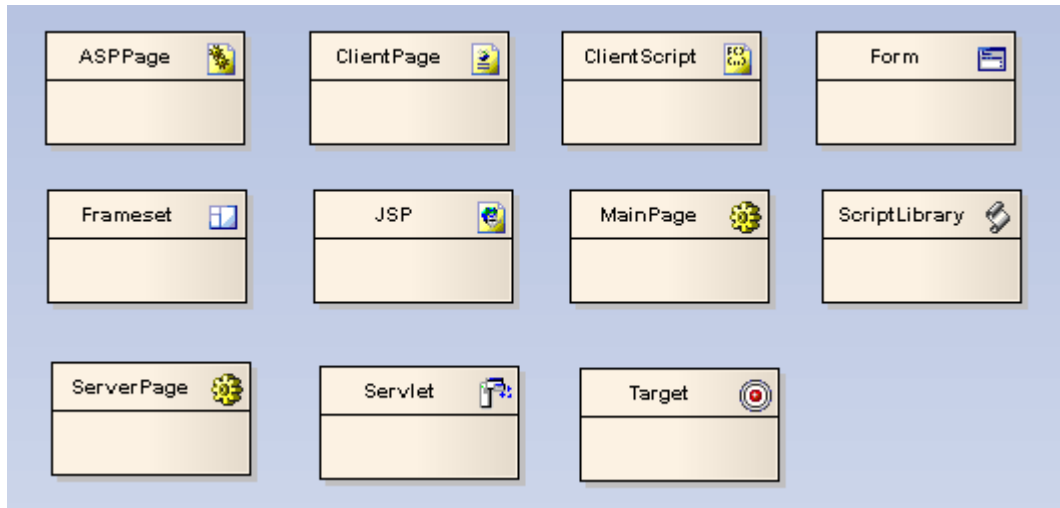 ASPPage
ClientPage
ClientScript
Form
Frameset
JSP
MainPage
ScriptLibrary
ServerPage
Servlet
Target